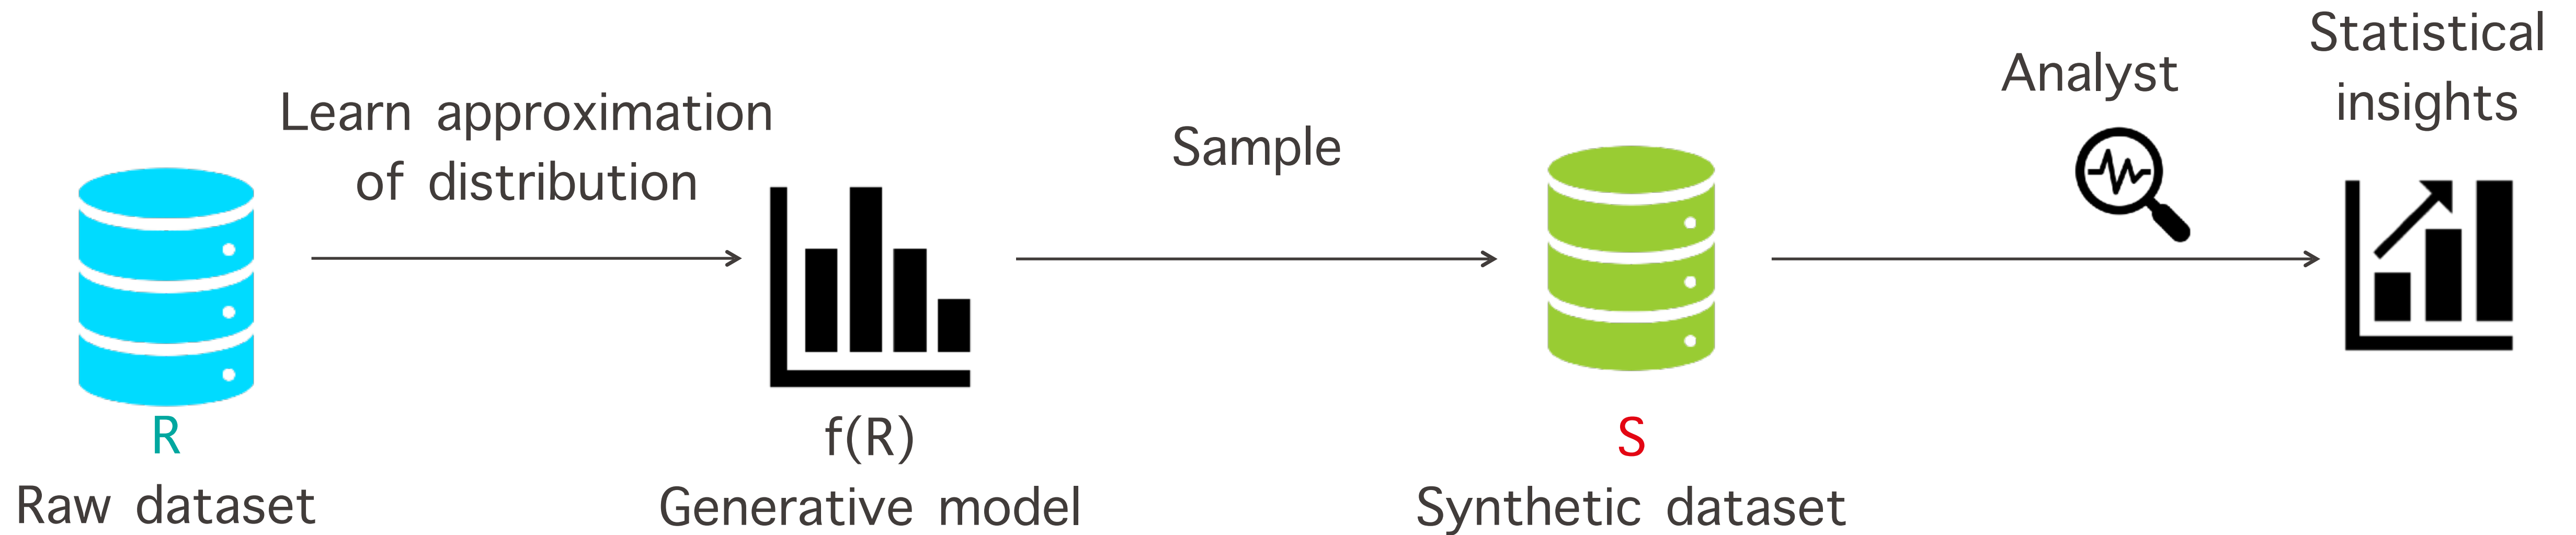 Learn approximation
of distribution
Sample
Analyst
Statistical
insights
R
Raw dataset
f(R)
Generative model
S
Synthetic dataset